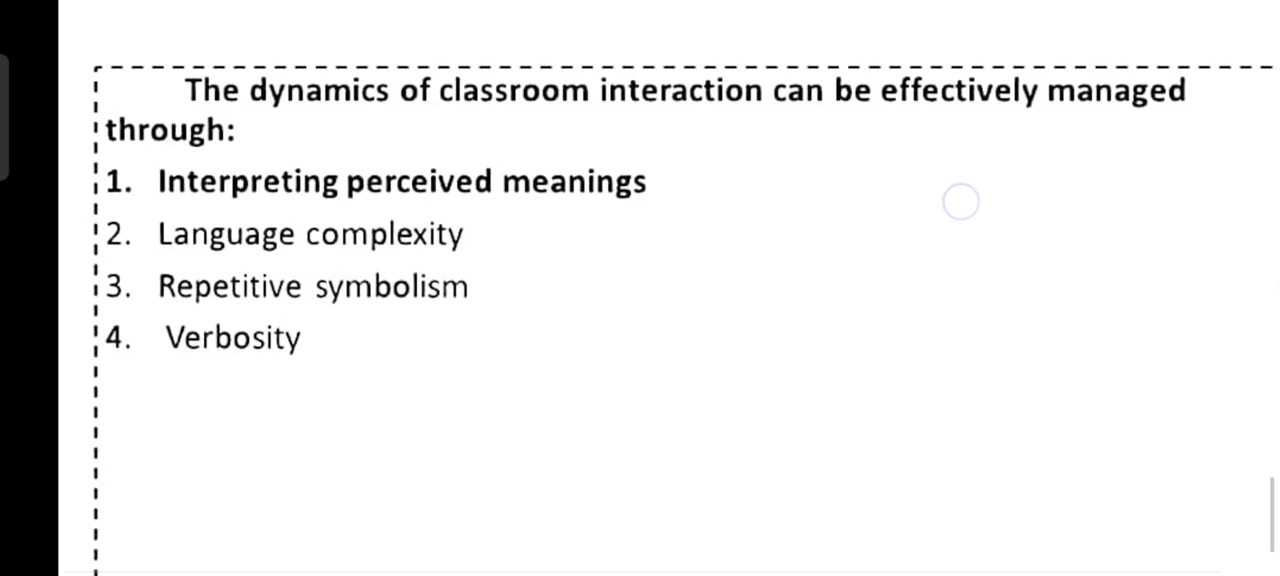 The dynamics of classroom interaction can be effectively managed
through:
1. Interpreting perceived meanings
2. Language complexity
3. Repetitive symbolism
4. Verbosity